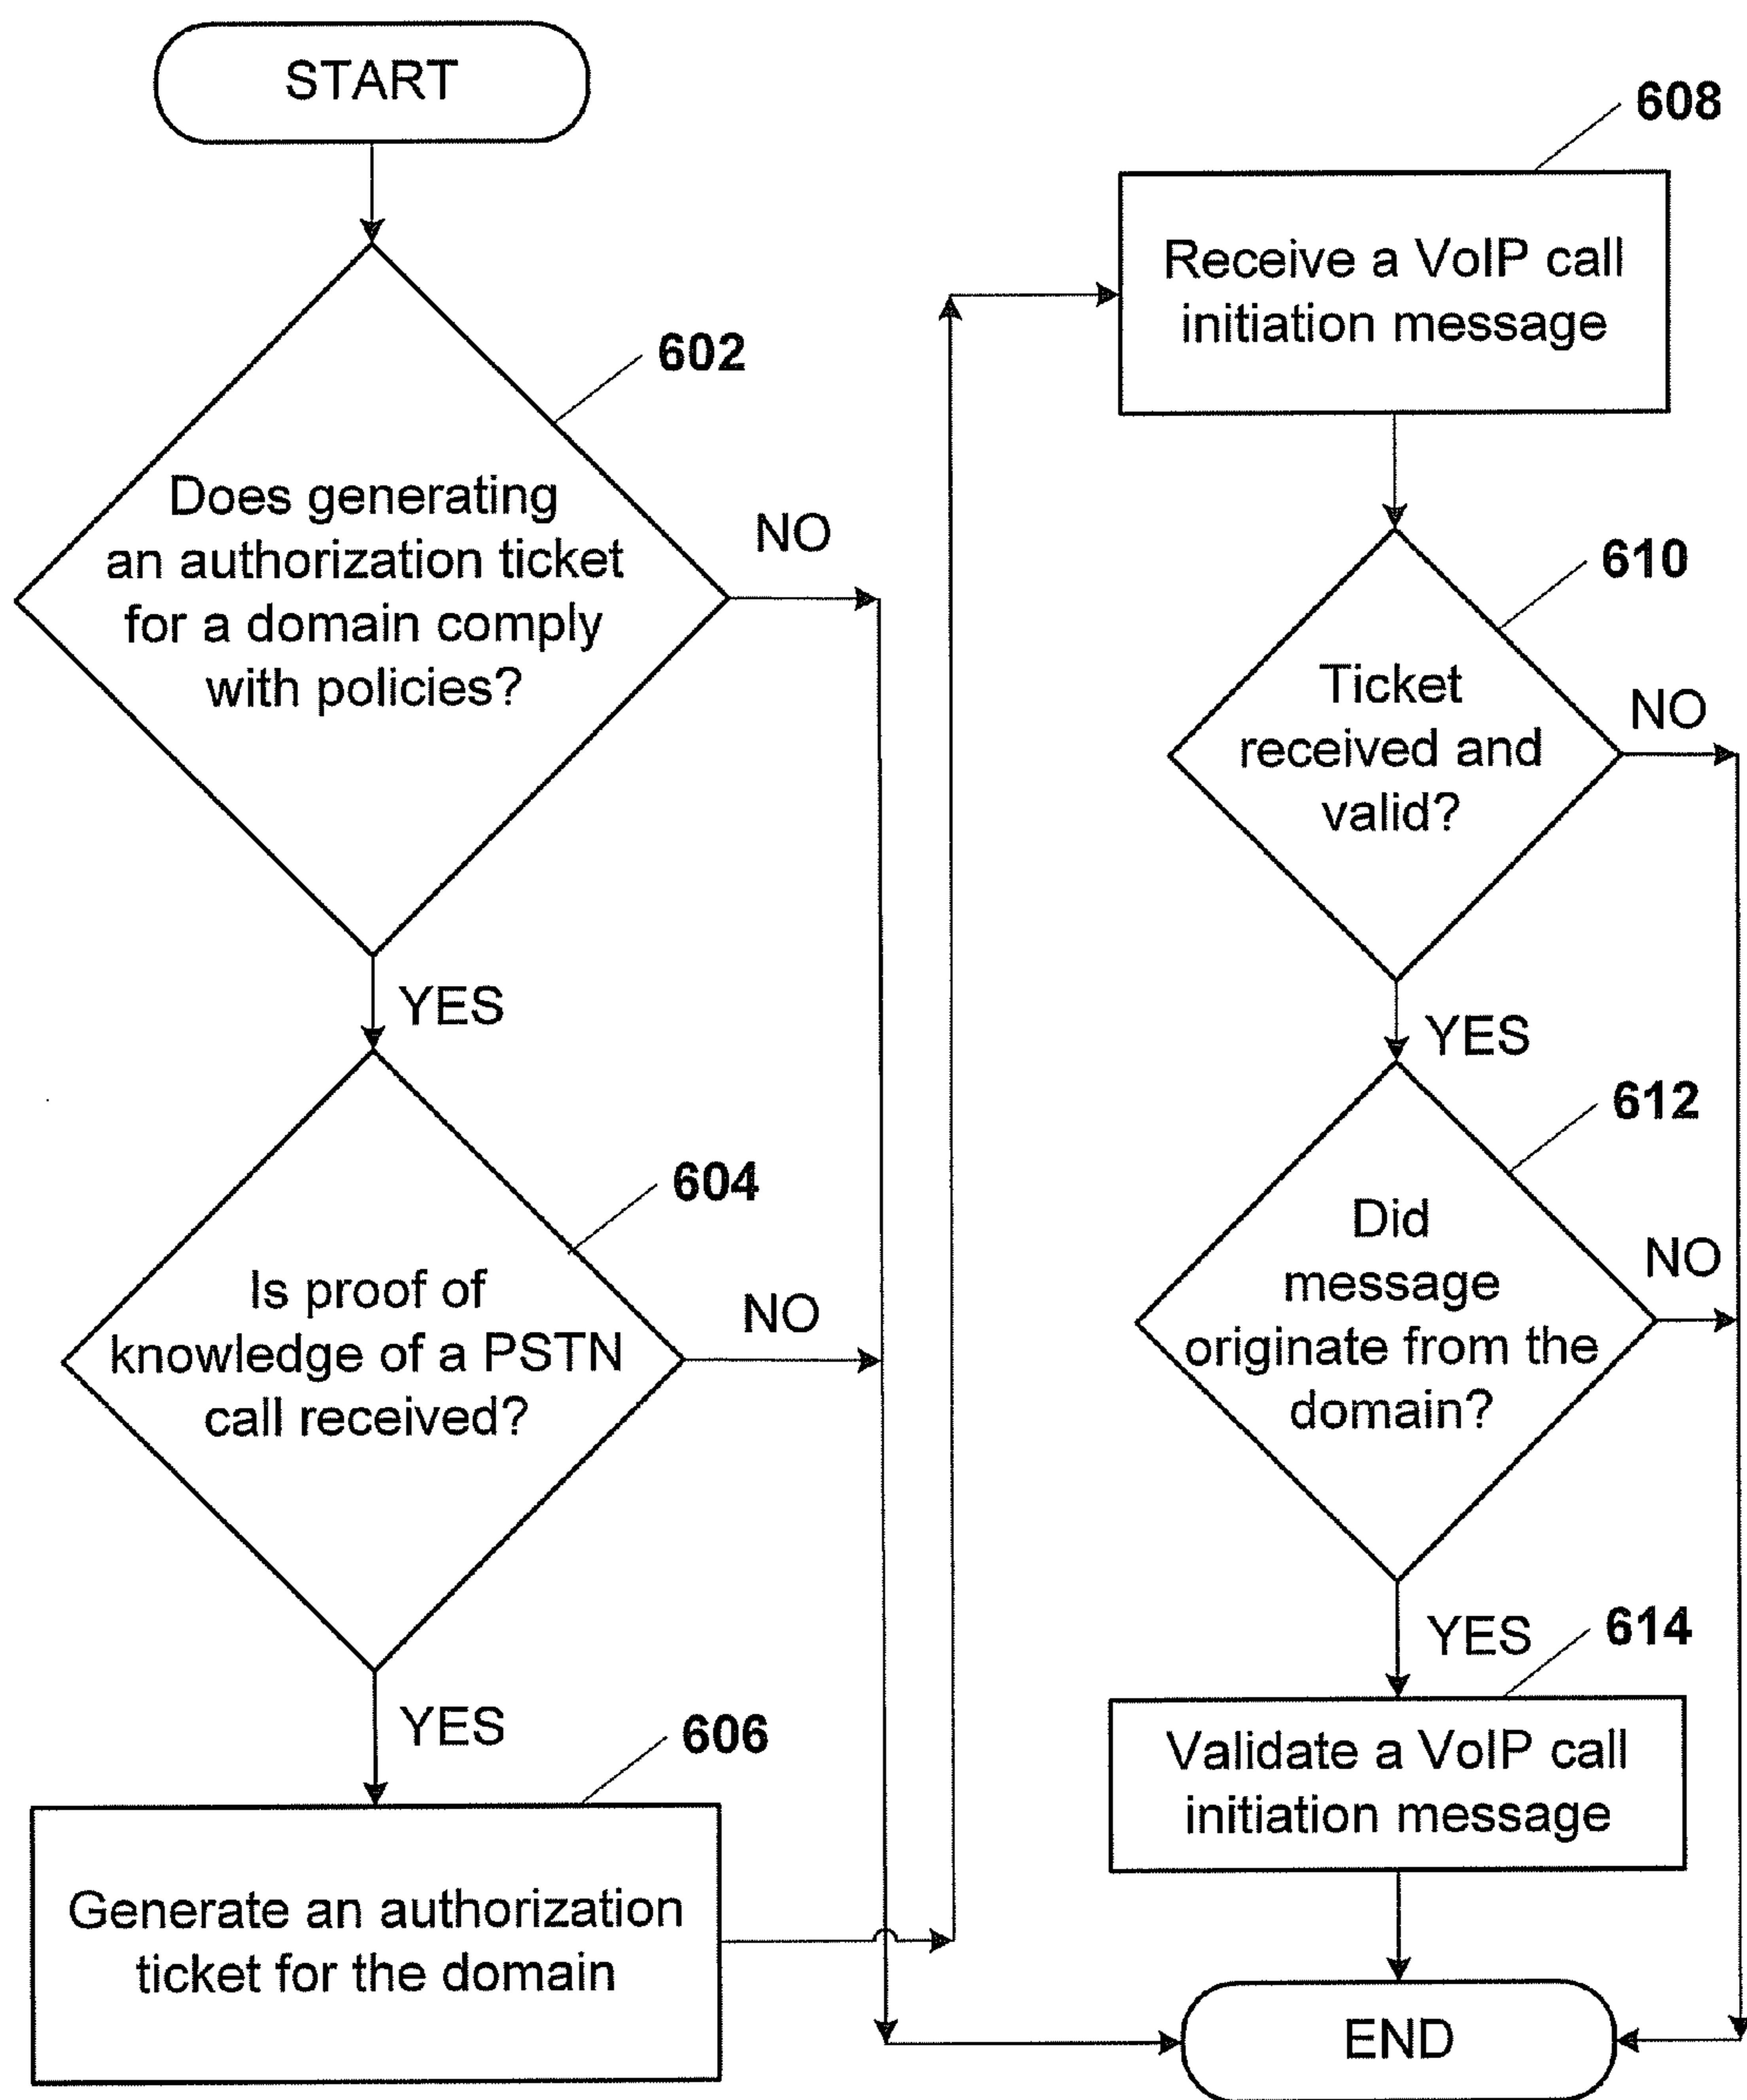 START
602
Does generating
an authorization ticket
for a domain comply
with policies?
NO
YES
604
Is proof of
knowledge of a PSTN
call received?
NO
YES
606
Generate an authorization
ticket for the domain
608
Receive a VoIP call
initiation message
610
Ticket
received and
valid?
NO
YES
612
Did
message
originate from the
domain?
NO
YES
614
Validate a VoIP call
initiation message
END